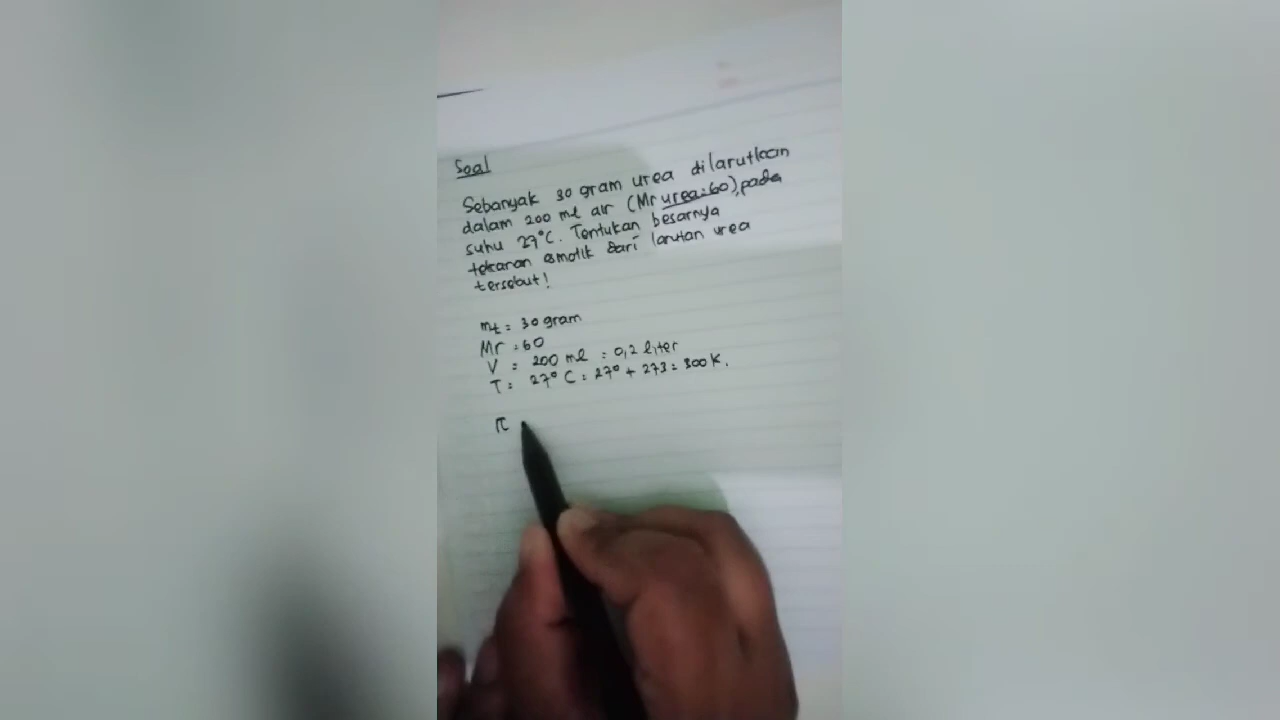 Soal
Sebanyak 30 gram urea dilarutkan
dalam 200 ml air (Mr urea=60), pada
suhu 27°C. Tentukan besarnya
tekanan osmotik dari larutan urea
tersebut!
mt = 30 gram
Mr = 60
V = 200 ml = 0,2 liter
T = 27° C = 27° + 273 = 300 K.
π